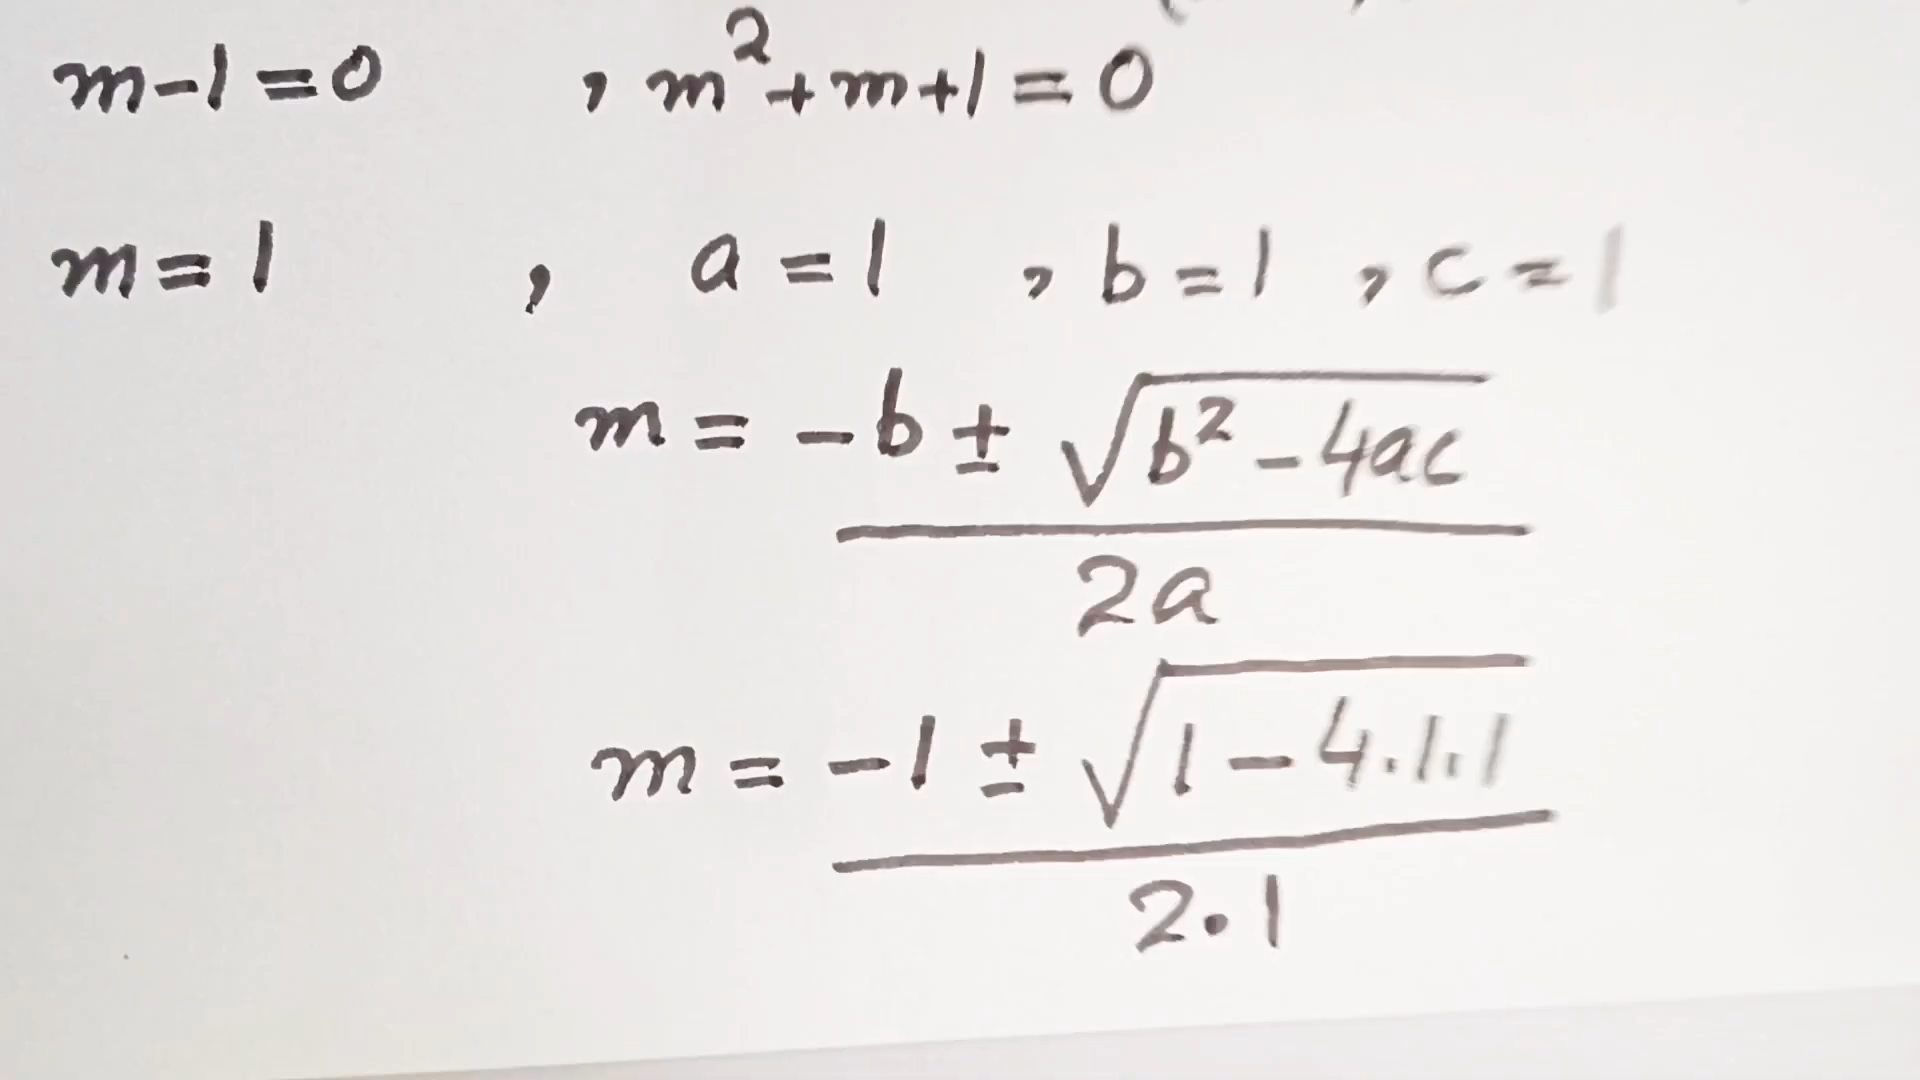 m-1=0 , m²+m+1=0
m=1 , a=1 , b=1 , c=1
m = -b ± √b²-4ac
2a
m = -1 ± √1-4.1.1
2.1